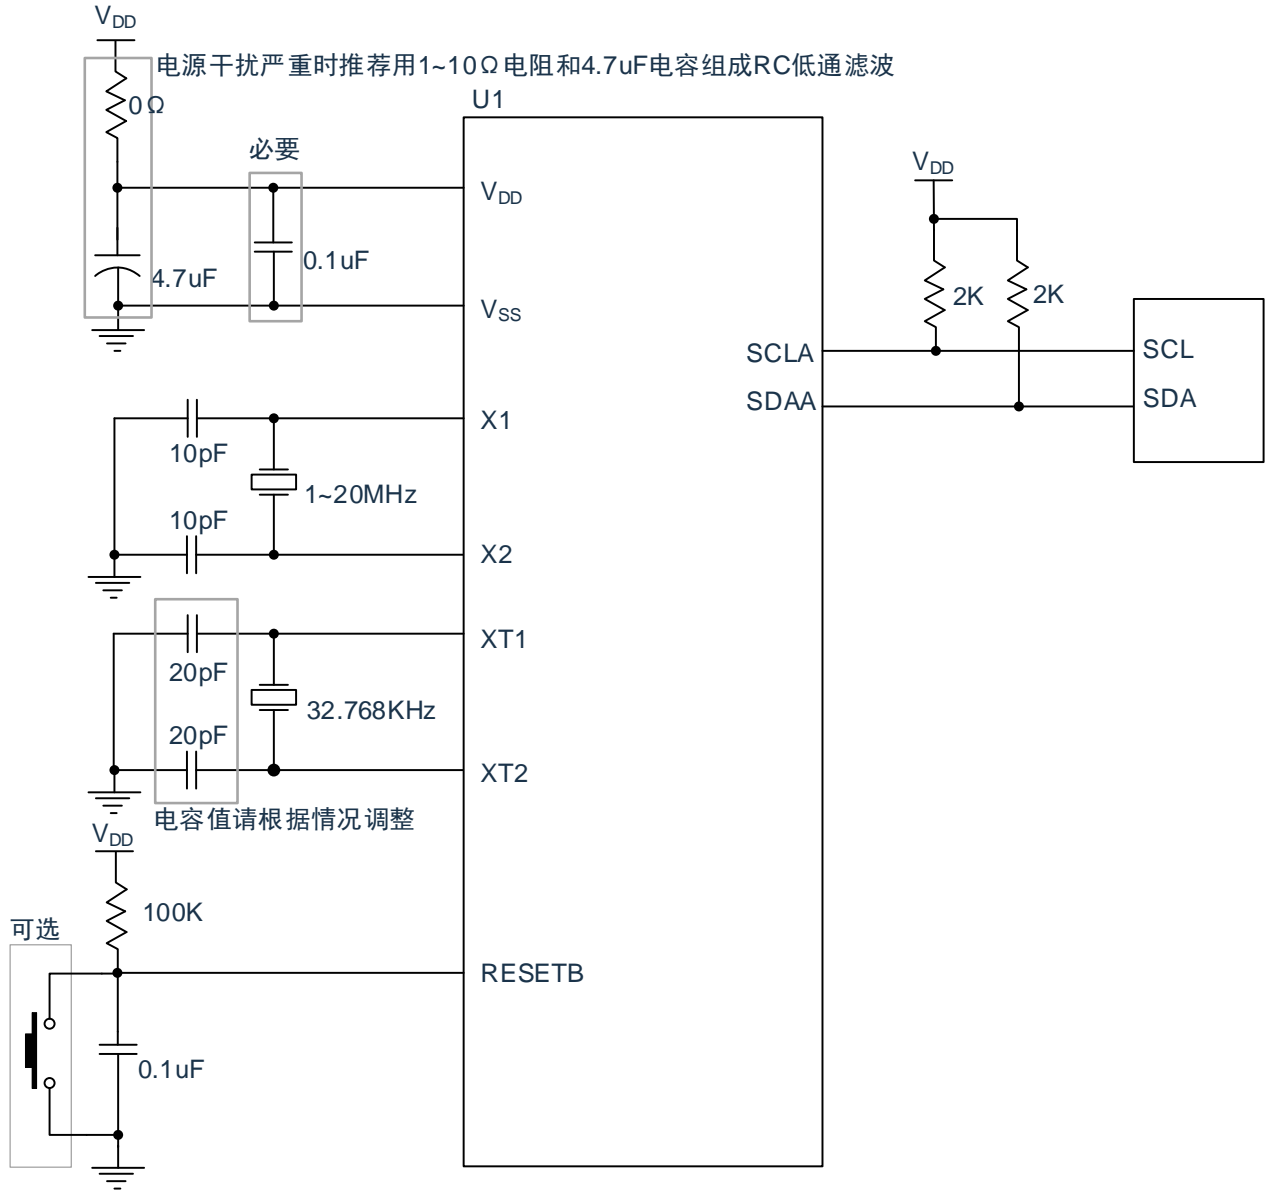 VDD
电源干扰严重时推荐用1~10Ω电阻和4.7uF电容组成RC低通滤波
0Ω
U1
必要
VDD
0.1uF
4.7uF
VSS
VDD
2K
2K
SCLA
SCL
SDAA
SDA
X1
10pF
1~20MHz
10pF
X2
XT1
20pF
32.768KHz
20pF
XT2
电容值请根据情况调整
VDD
100K
可选
RESETB
0.1uF